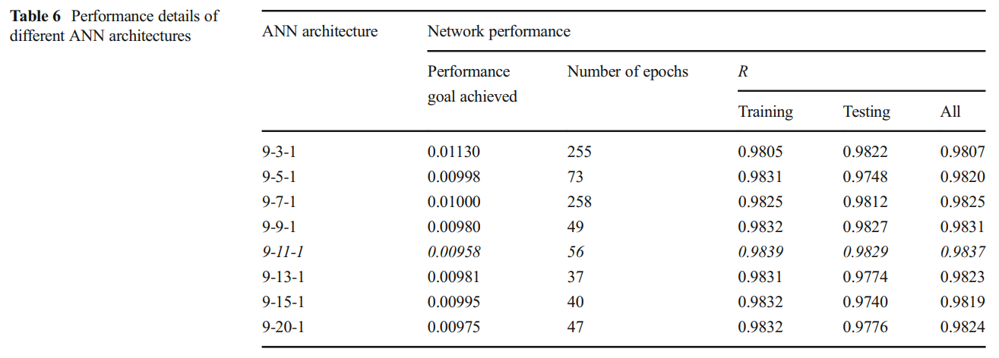 Table 6 Performance details of
different ANN architectures
ANN architecture Network performance
Performance goal achieved Number of epochs R
Training Testing All
9-3-1 0.01130 255 0.9805 0.9822 0.9807
9-5-1 0.00998 73 0.9831 0.9748 0.9820
9-7-1 0.01000 258 0.9825 0.9812 0.9825
9-9-1 0.00980 49 0.9832 0.9827 0.9831
9-11-1 0.00958 56 0.9839 0.9829 0.9837
9-13-1 0.00981 37 0.9831 0.9774 0.9823
9-15-1 0.00995 40 0.9832 0.9740 0.9819
9-20-1 0.00975 47 0.9832 0.9776 0.9824